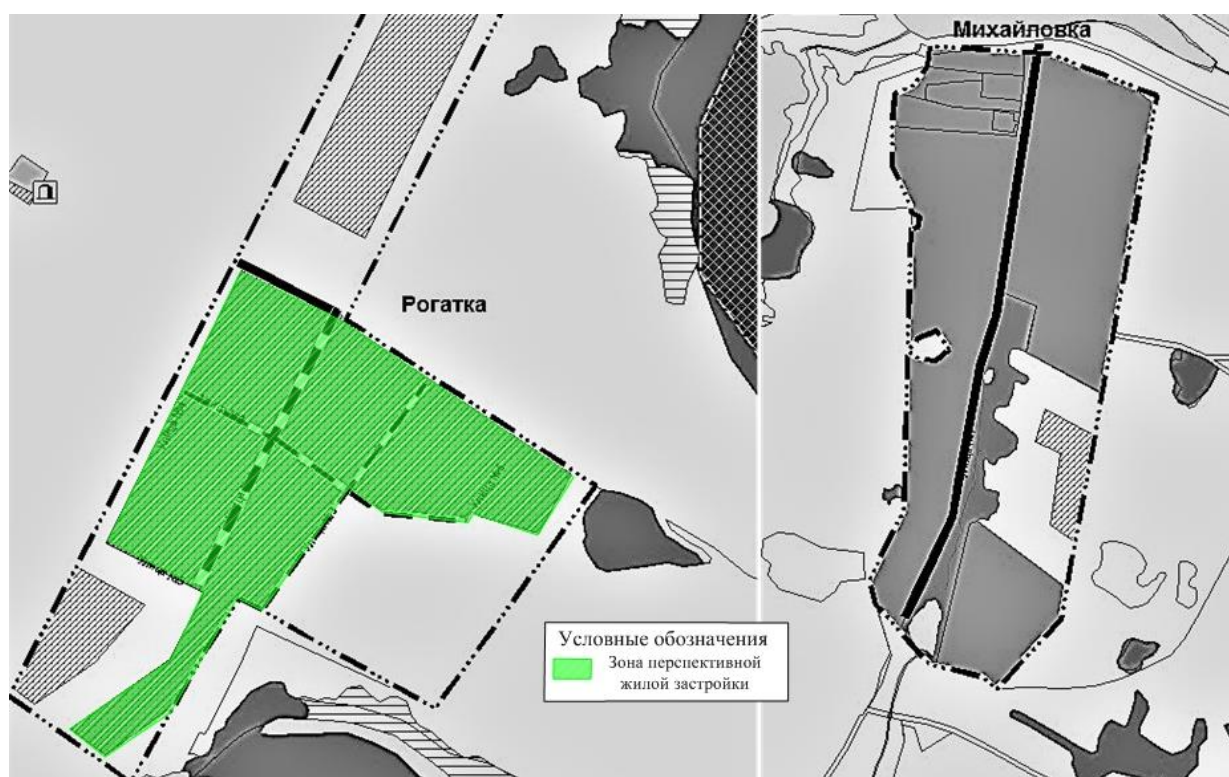 Михайловка
Рогатка
Условные обозначения
Зона перспективной
жилой застройки